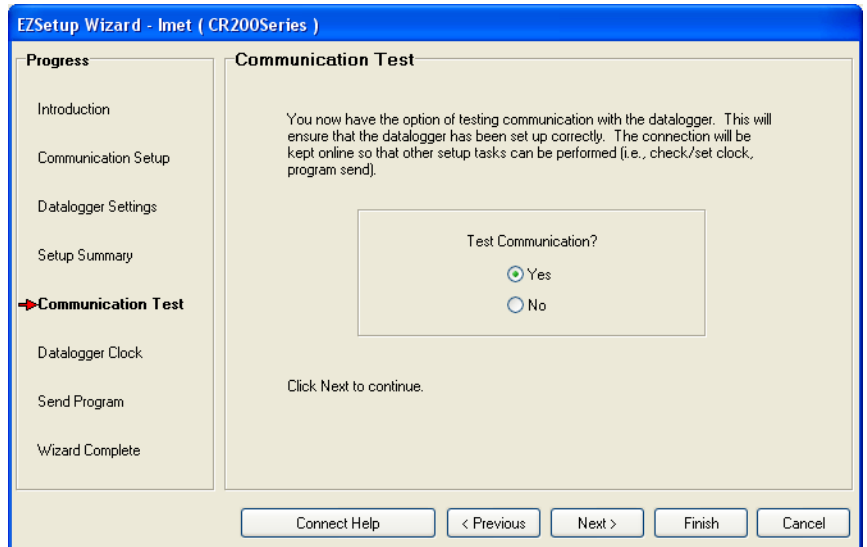 EZSetup Wizard - Imet ( CR200Series )
Progress
Introduction
Communication Setup
Datalogger Settings
Setup Summary
Communication Test
Datalogger Clock
Send Program
Wizard Complete
Communication Test
You now have the option of testing communication with the datalogger. This will
ensure that the datalogger has been set up correctly. The connection will be
kept online so that other setup tasks can be performed (i.e., check/set clock,
program send).
Test Communication?
Yes
No
Click Next to continue.
Connect Help
< Previous
Next >
Finish
Cancel